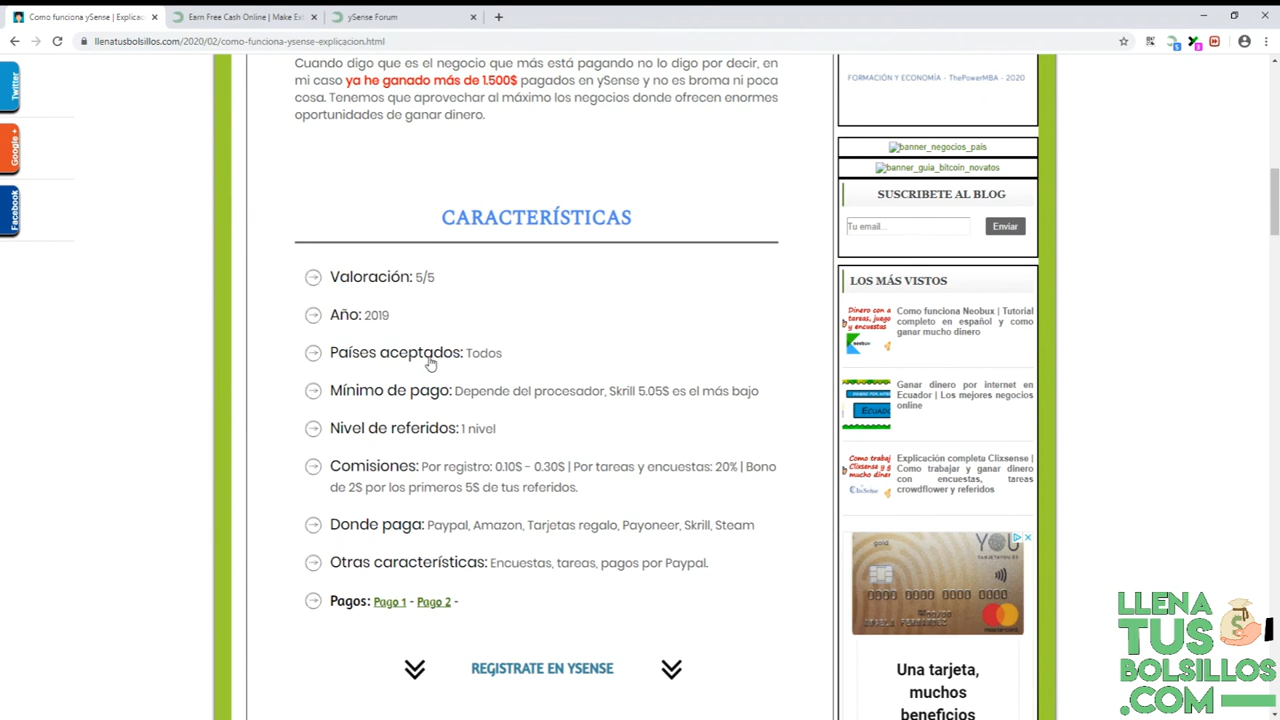 Como funciona ySense | Explicac
Earn Free Cash Online | Make Ex
ySense Forum
llenatusbolsillos.com/2020/02/como-funciona-ysense-explicacion.html
Twitter
Google +
Facebook
Cuando digo que es el negocio que más está pagando no lo digo por decir, en
mi caso ya he ganado más de 1.500$ pagados en ySense y no es broma ni poca
cosa. Tenemos que aprovechar al máximo los negocios donde ofrecen enormes
oportunidades de ganar dinero.
CARACTERÍSTICAS
Valoración: 5/5
Año: 2019
Países aceptados: Todos
Mínimo de pago: Depende del procesador, Skrill 5.05$ es el más bajo
Nivel de referidos: 1 nivel
Comisiones: Por registro: 0.10$ - 0.30$ | Por tareas y encuestas: 20% | Bono
de 2$ por los primeros 5$ de tus referidos.
Donde paga: Paypal, Amazon, Tarjetas regalo, Payoneer, Skrill, Steam
Otras características: Encuestas, tareas, pagos por Paypal.
Pagos: Pago 1 - Pago 2 -
REGISTRATE EN YSENSE
FORMACIÓN Y ECONOMÍA - ThePowerMBA - 2020
banner_negocios_pais
banner_guia_bitcoin_novatos
SUSCRIBETE AL BLOG
Tu email...
Enviar
LOS MÁS VISTOS
Como funciona Neobux | Tutorial
completo en español y como
ganar mucho dinero
Ganar dinero por internet en
Ecuador | Los mejores negocios
online
Explicación completa Clixsense |
Como trabajar y ganar dinero
con encuestas, tareas
crowdflower y referidos
gold
YOU
Una tarjeta,
muchos
beneficios
LLENA
TUS
BOLSILLOS
.COM